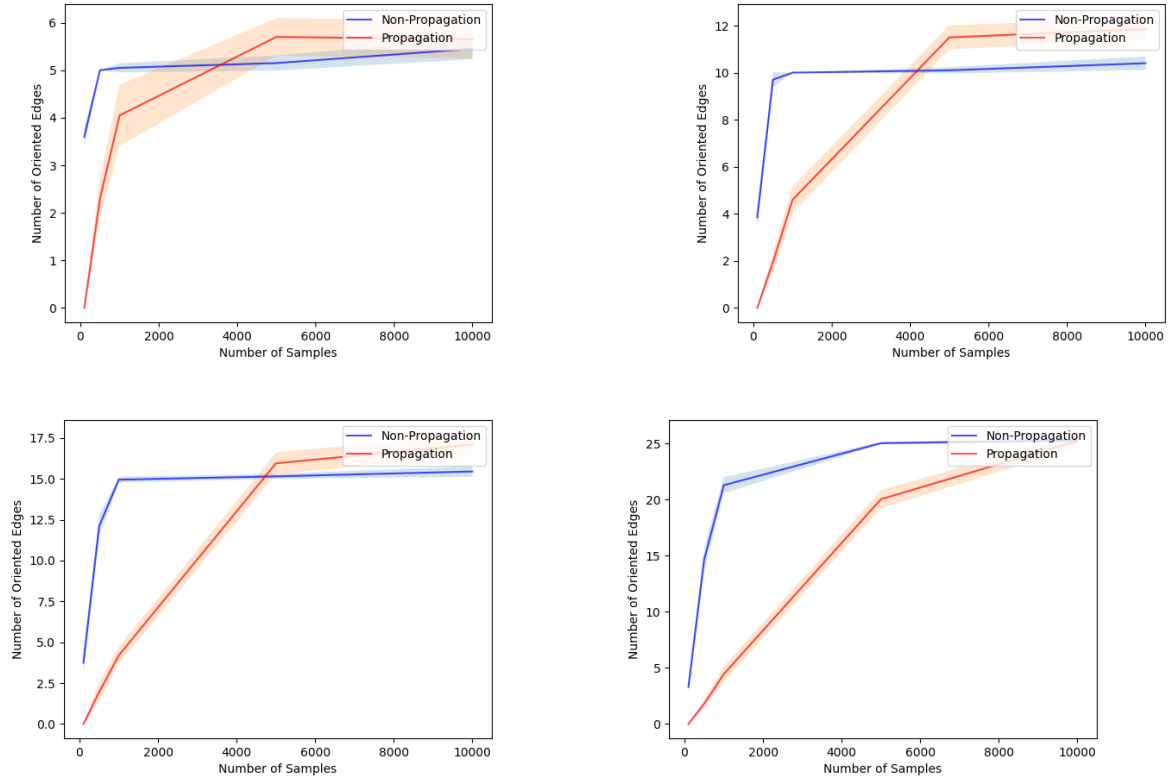 Non-Propagation
Propagation
6
5
4
3
2
1
0
Number of Oriented Edges
0 2000 4000 6000 8000 10000
Number of Samples
Non-Propagation
Propagation
12
10
8
6
4
2
0
Number of Oriented Edges
0 2000 4000 6000 8000 10000
Number of Samples
Non-Propagation
Propagation
17.5
15.0
12.5
10.0
7.5
5.0
2.5
0.0
Number of Oriented Edges
0 2000 4000 6000 8000 10000
Number of Samples
Non-Propagation
Propagation
25
20
15
10
5
0
Number of Oriented Edges
0 2000 4000 6000 8000 10000
Number of Samples